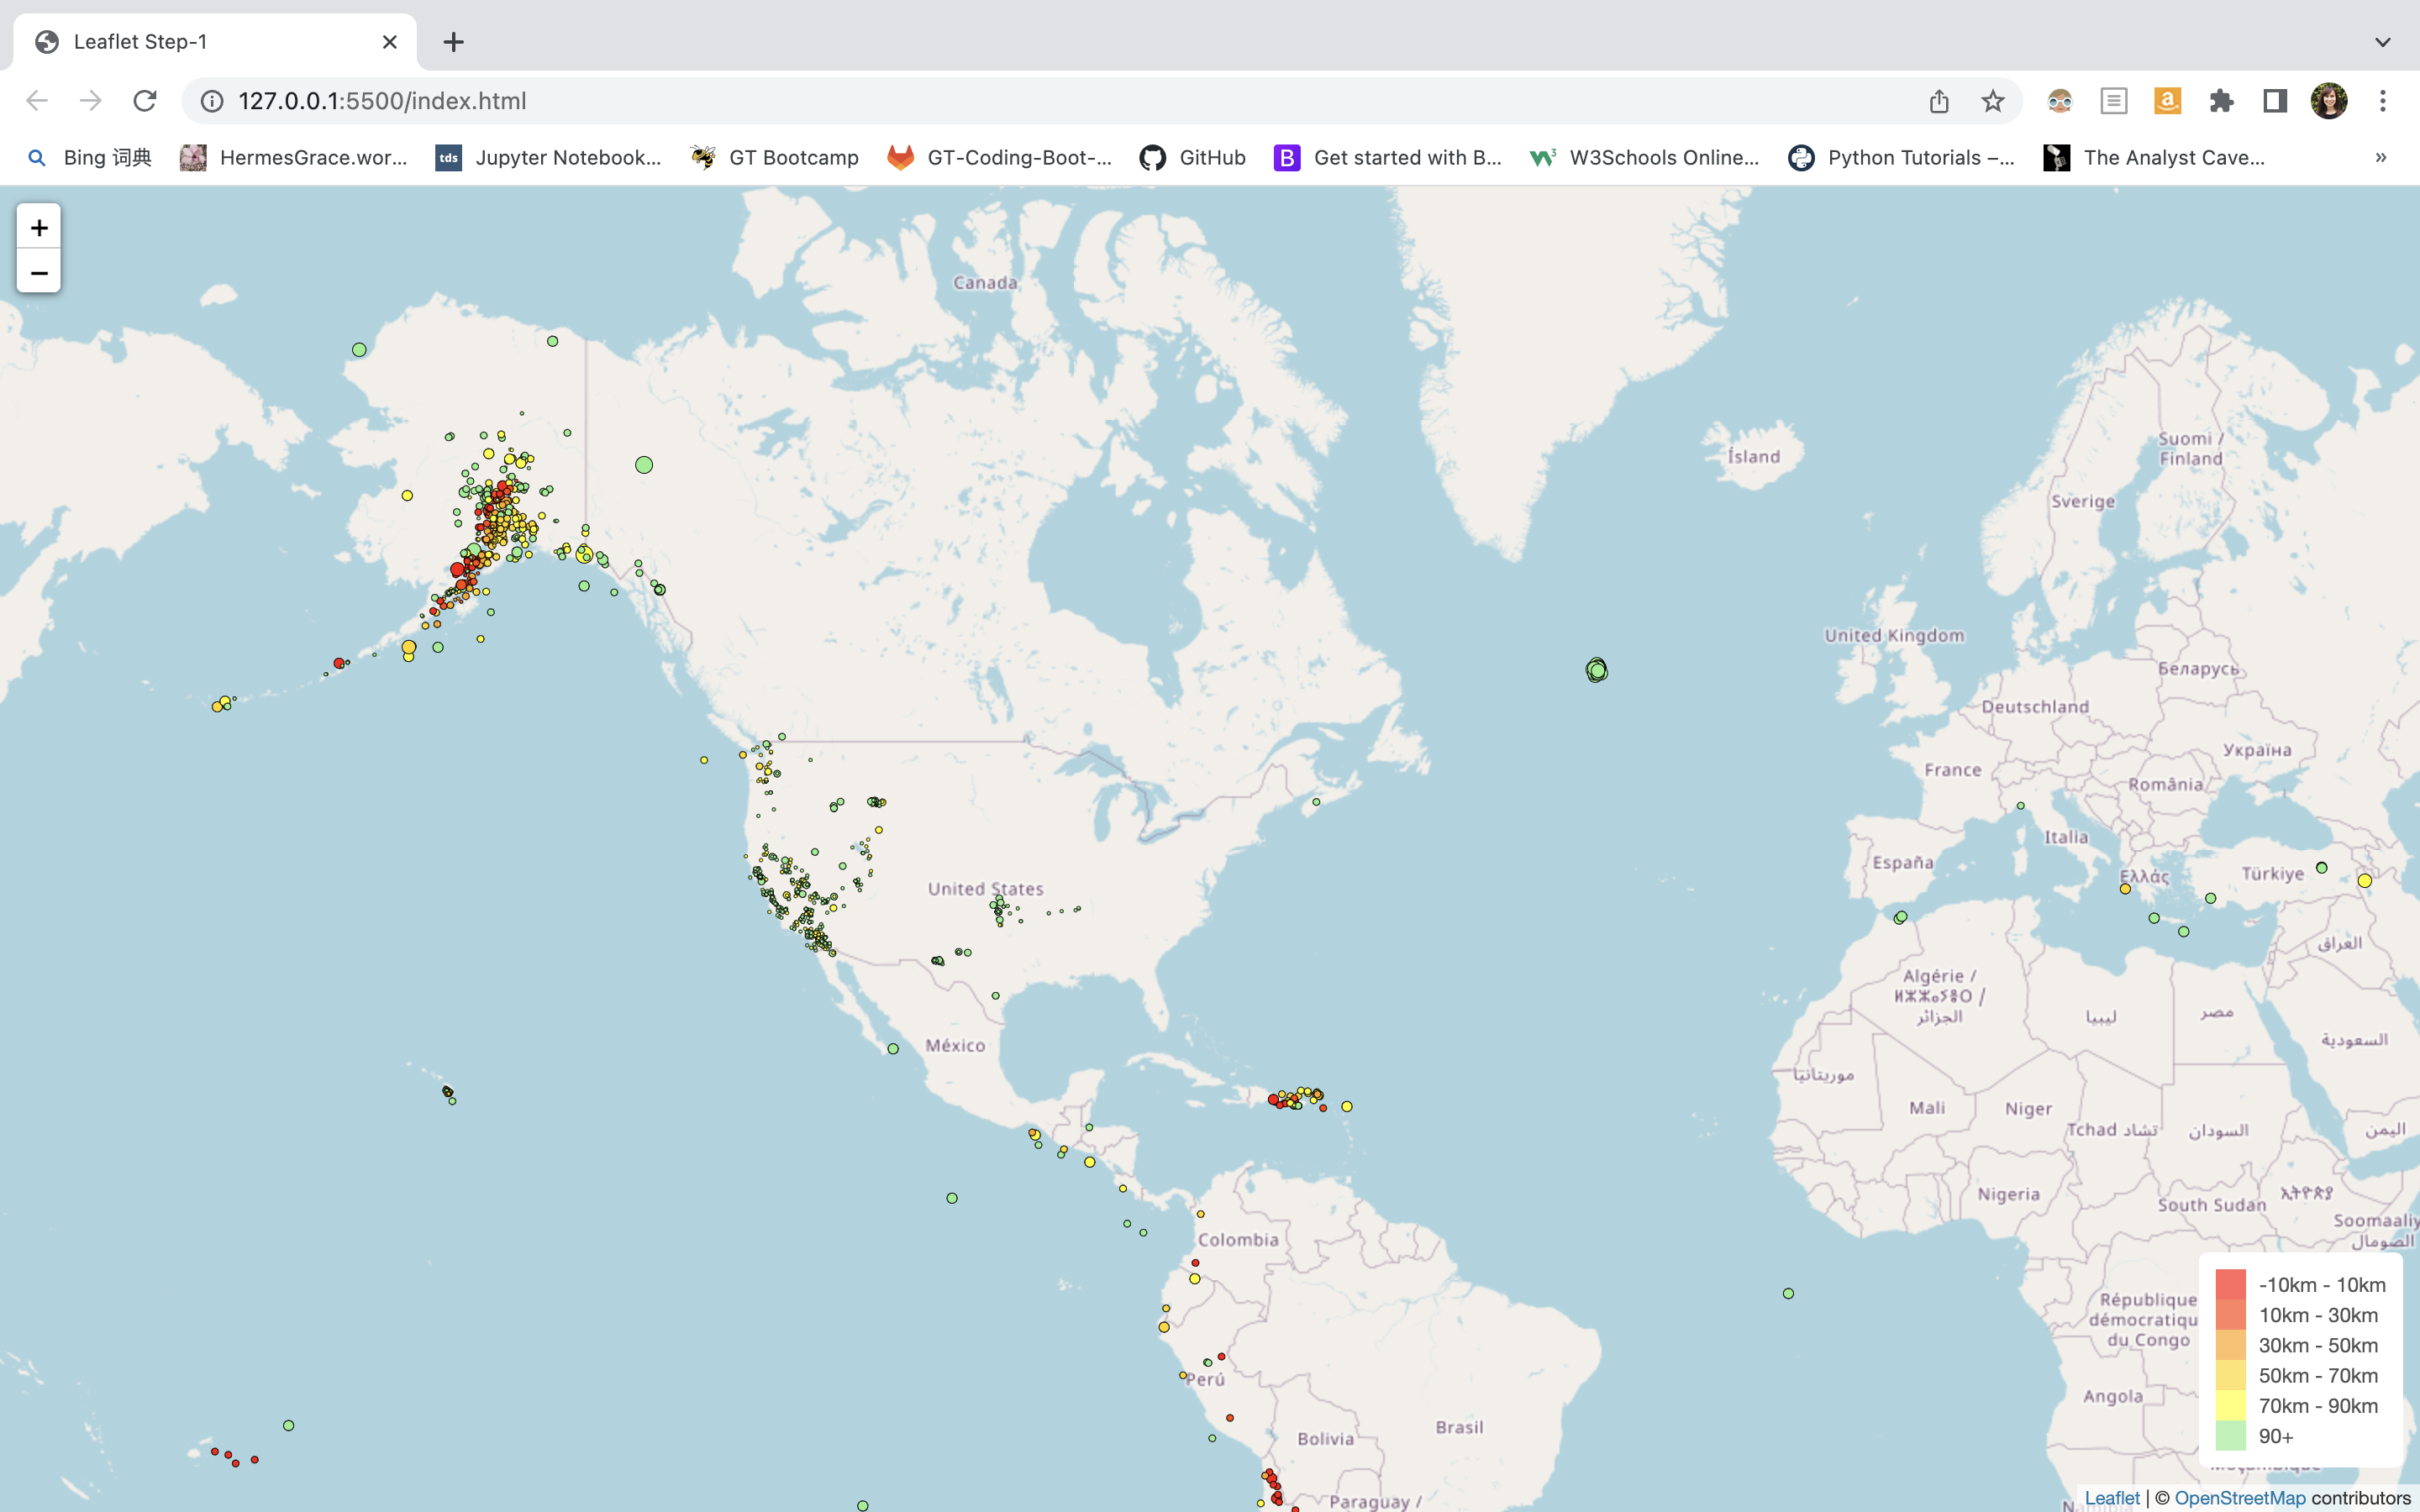 Leaflet Step-1
127.0.0.1:5500/index.html
Bing 词典
HermesGrace.wor...
tds
Jupyter Notebook...
GT Bootcamp
GT-Coding-Boot-...
GitHub
B
Get started with B...
W3Schools Online...
Python Tutorials –...
The Analyst Cave...
»
+
−
Canada
Ísland
Suomi /
Finland
Sverige
United Kingdom
Беларусь
Deutschland
Україна
France
România
Italia
España
Ελλάς
Türkiye
United States
العراق
Algérie /
ⵍⵣⵣⴰⵢⴻⵔ /
الجزائر
ليبيا
مصر
السعودية
México
موريتانيا
Mali
Niger
Tchad تشاد
السودان
اليمن
Nigeria
South Sudan
ኢትዮጵያ
Soomaaliy
الصومال
Colombia
République
démocratiqu
du Congo
Perú
Angola
Bolivia
Brasil
Paraguay /
-10km - 10km
10km - 30km
30km - 50km
50km - 70km
70km - 90km
90+
Leaflet | © OpenStreetMap contributors